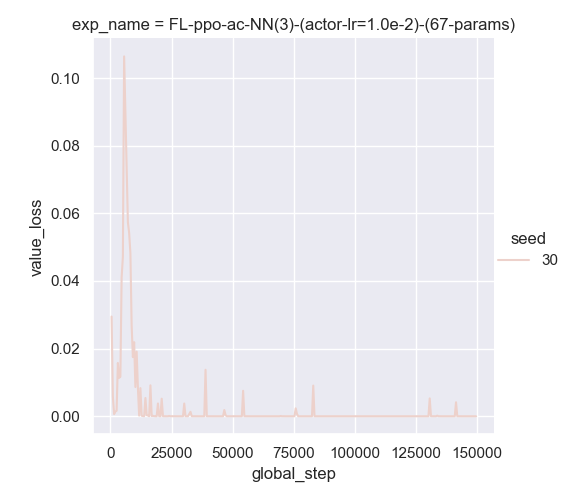 exp_name = FL-ppo-ac-NN(3)-(actor-lr=1.0e-2)-(67-params)
0.10
0.08
0.06
0.04
0.02
0.00
value_loss
0 25000 50000 75000 100000 125000 150000
global_step
seed
30